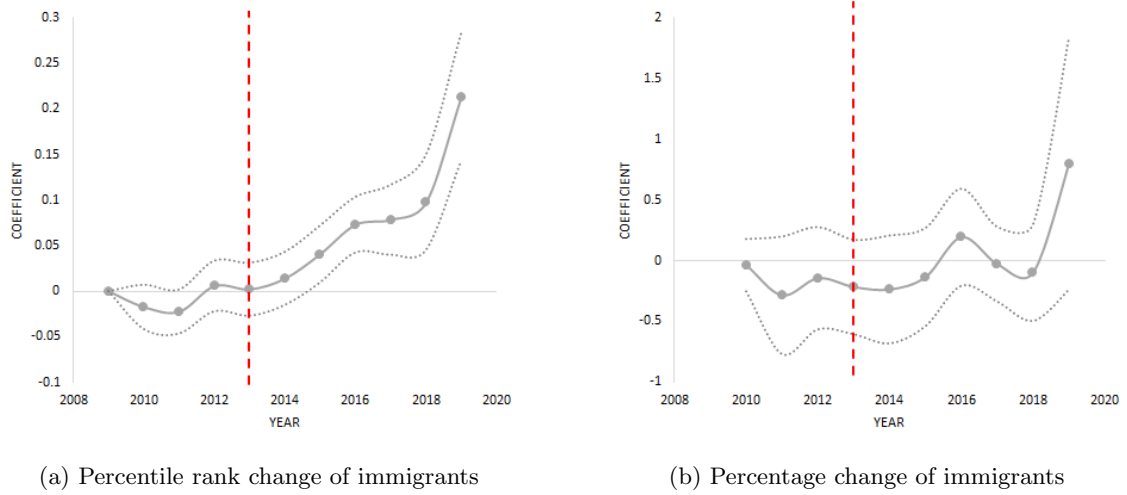 0.3
0.25
0.2
0.15
0.1
0.05
0
-0.05
-0.1
COEFFICIENT
2008 2010 2012 2014 2016 2018 2020
YEAR
(a) Percentile rank change of immigrants
2
1.5
1
0.5
0
-0.5
-1
COEFFICIENT
2008 2010 2012 2014 2016 2018 2020
YEAR
(b) Percentage change of immigrants